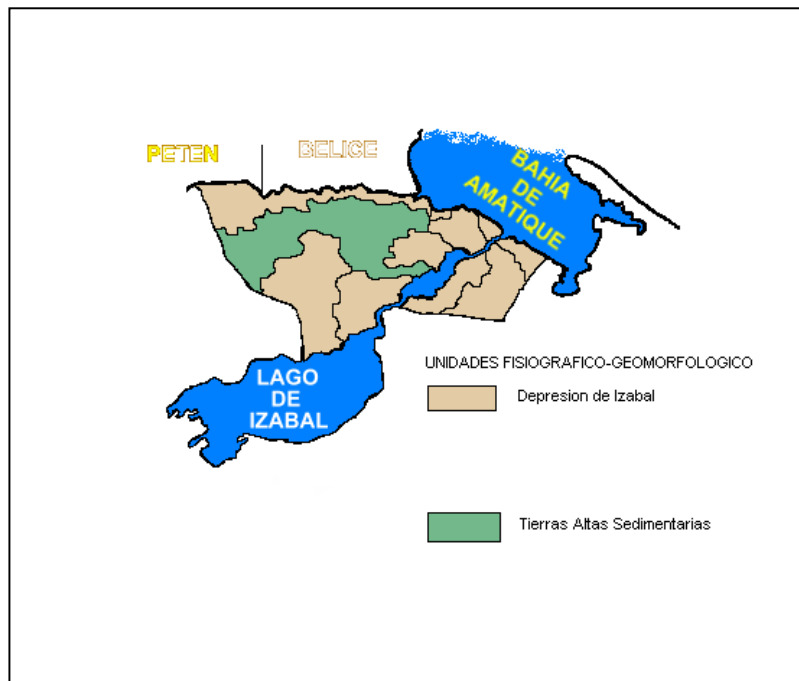 PETEN
BELICE
BAHIA
DE
AMATIQUE
UNIDADES FISIOGRAFICO-GEOMORFOLOGICO
Depresion de Izabal
LAGO
DE
IZABAL
Tierras Altas Sedimentarias